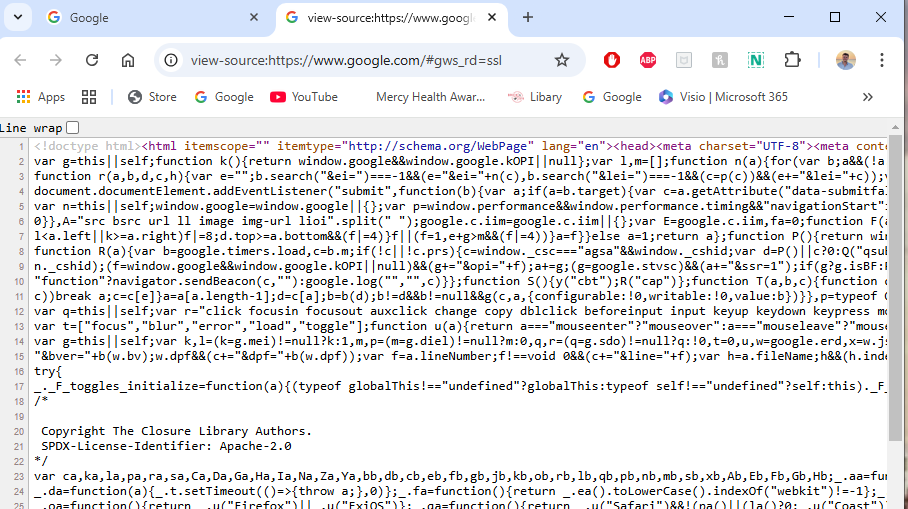 Google
view-source:https://www.googl
view-source:https://www.google.com/#gws_rd=ssl
ABP
N
Apps
Store
Google
YouTube
Mercy Health Awar...
Libary
Google
Visio | Microsoft 365
Line wrap
1 <!doctype html><html itemscope="" itemtype="http://schema.org/WebPage" lang="en"><head><meta charset="UTF-8"><meta conte
2 var g=this||self;function k(){return window.google&&window.google.kOPI||null};var l,m=[];function n(a){for(var b;a&&(!a
3 function r(a,b,d,c,h){var e="";b.search("&ei=")===-1&&(e="&ei="+n(c),b.search("&lei=")===-1&&(c=p(c))&&(e+="&lei="+c));v
4 document.documentElement.addEventListener("submit",function(b){var a;if(a=b.target){var c=a.getAttribute("data-submitfal
5 var n=window.google=window.google||{};var p=window.performance&&window.performance.timing&&"navigationStart"i
6 0}},A="src bsrc url ll image img-url lioi".split(" ");google.c.iim=google.c.iim||{};var E=google.c.iim,fa=0;function F(a
7 l<a.left||k>=a.right)f|=8;d.top>=a.bottom&&(f|=4)}f||(f=1,e+g>m&&(f|=4))}a=f}}else a=1;return a};function P(){return win
8 function R(a){var b=google.timers.load,c=b.m;if(!c||!c.prs){c=window._csc==="agsa"&&window._cshid;var d=P()||c?0:Q("qsub
9 n._cshid);(f=window.google&&window.google.kOPI||null)&&(g+="&opi="+f);a+=g;(g=google.stvsc)&&(a+="&ssr=1");if(g?g.isBF:P
10 "function"?navigator.sendBeacon(c,""):google.log("","",c)}};function S(){y("cbt");R("cap")};function T(a,b,c){function d
11 c))break a;c=c[e]}a=a[a.length-1];d=c[a];b=b(d);b!=d&&b!=null&&g(c,a,{configurable:!0,writable:!0,value:b})}},p=typeof O
12 var q=this||self;var r="click focusin focusout auxclick change copy dblclick beforeinput input keyup keydown keypress mo
13 var t=["focus","blur","error","load","toggle"];function u(a){return a==="mouseenter"?"mouseover":a==="mouseleave"?"mouse
14 var g=this||self;var k,l=(k=g.mei)!=null?k:1,m,p=(m=g.diel)!=null?m:0,q,r=(q=g.sdo)!=null?q:!0,t=0,u,w=google.erd,x=w.js
15 "&bver="+b(w.bv);w.dpf&&(c+="&dpf="+b(w.dpf));var f=a.lineNumber;f!==void 0&&(c+="&line="+f);var h=a.fileName;h&&(h.inde
16 try{
17 _._F_toggles_initialize=function(a){(typeof globalThis!=="undefined"?globalThis:typeof self!=="undefined"?self:this)._F_
18 /*
19
20 Copyright The Closure Library Authors.
21 SPDX-License-Identifier: Apache-2.0
22 */
23 var ca,ka,la,pa,ra,sa,Ca,Da,Ga,Ha,Ia,Na,Za,Ya,bb,db,cb,eb,fb,gb,jb,kb,ob,rb,lb,qb,pb,nb,mb,sb,xb,Ab,Eb,Fb,Gb,Hb;_.aa=fun
24 _.da=function(a){_.t.setTimeout(()=>{throw a;},0)};_.fa=function(){return _.ea().toLowerCase().indexOf("webkit")!=-1};_
25 _.oa=function(){return _.u("Firefox")||_.u("FxiOS")};_.qa=function(){return _.u("Safari")&&!(na()||(la()?0:_.u("Coast")